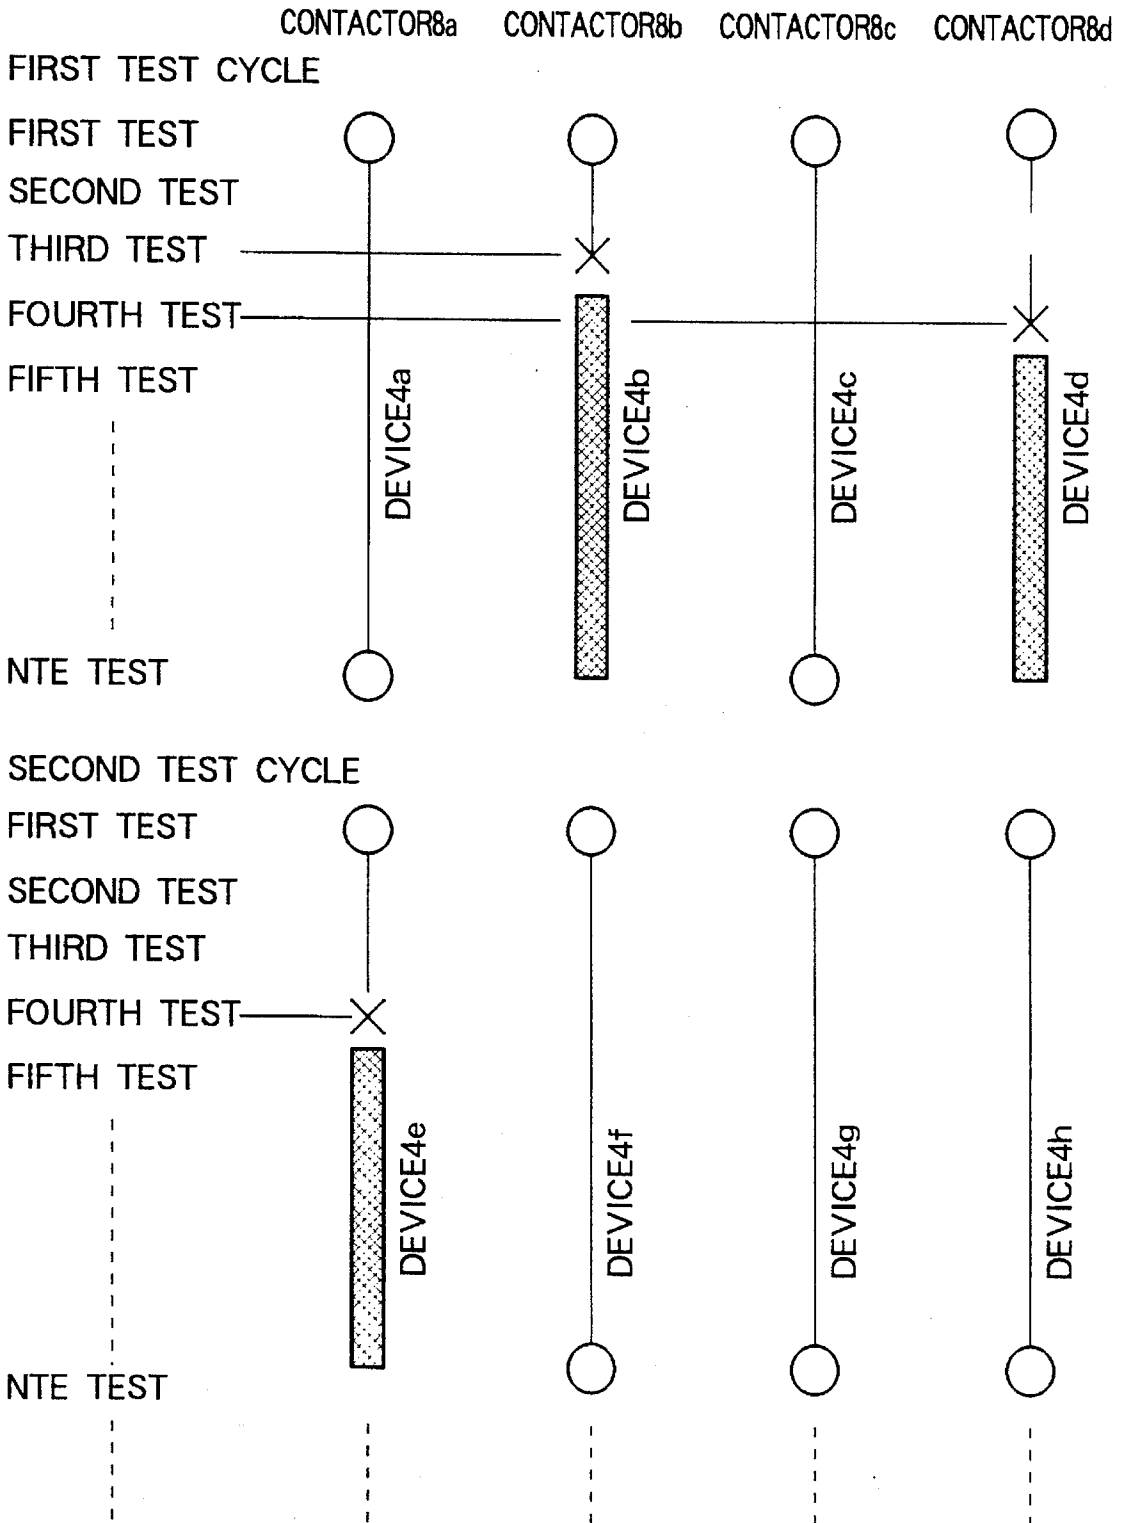 CONTACTOR8a CONTACTOR8b CONTACTOR8c CONTACTOR8d
FIRST TEST CYCLE
FIRST TEST
SECOND TEST
THIRD TEST
FOURTH TEST
FIFTH TEST
DEVICE4a DEVICE4b DEVICE4c DEVICE4d
NTE TEST
SECOND TEST CYCLE
FIRST TEST
SECOND TEST
THIRD TEST
FOURTH TEST
FIFTH TEST
DEVICE4e DEVICE4f DEVICE4g DEVICE4h
NTE TEST